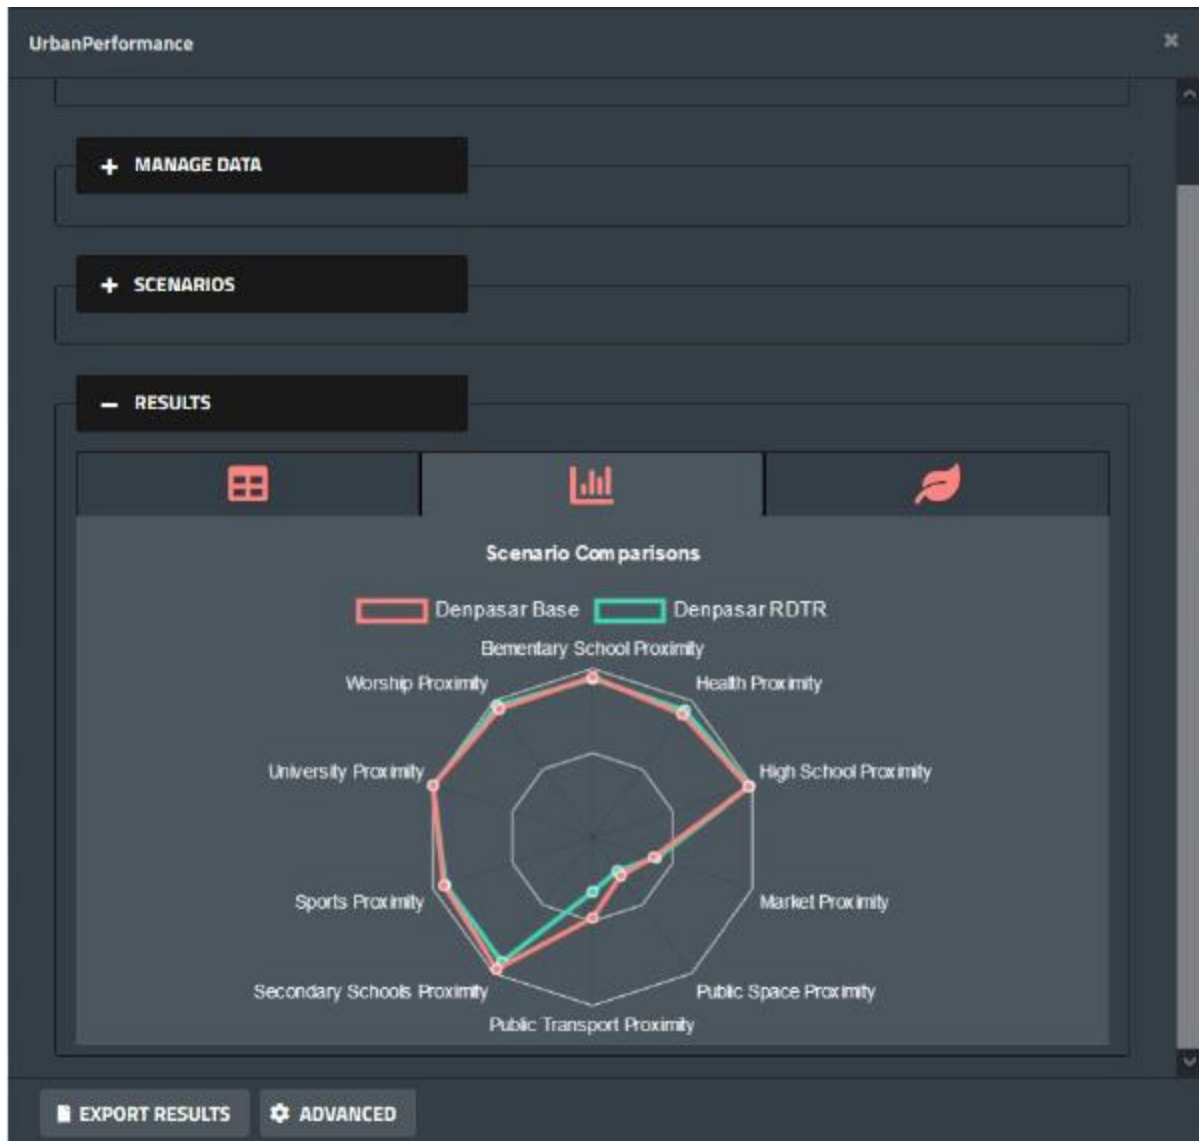 UrbanPerformance
+ MANAGE DATA
+ SCENARIOS
– RESULTS
Scenario Comparisons
Denpasar Base Denpasar RDTR
Elementary School Proximity
Worship Proximity Health Proximity
University Proximity High School Proximity
Sports Proximity Market Proximity
Secondary Schools Proximity Public Space Proximity
Public Transport Proximity
EXPORT RESULTS ADVANCED